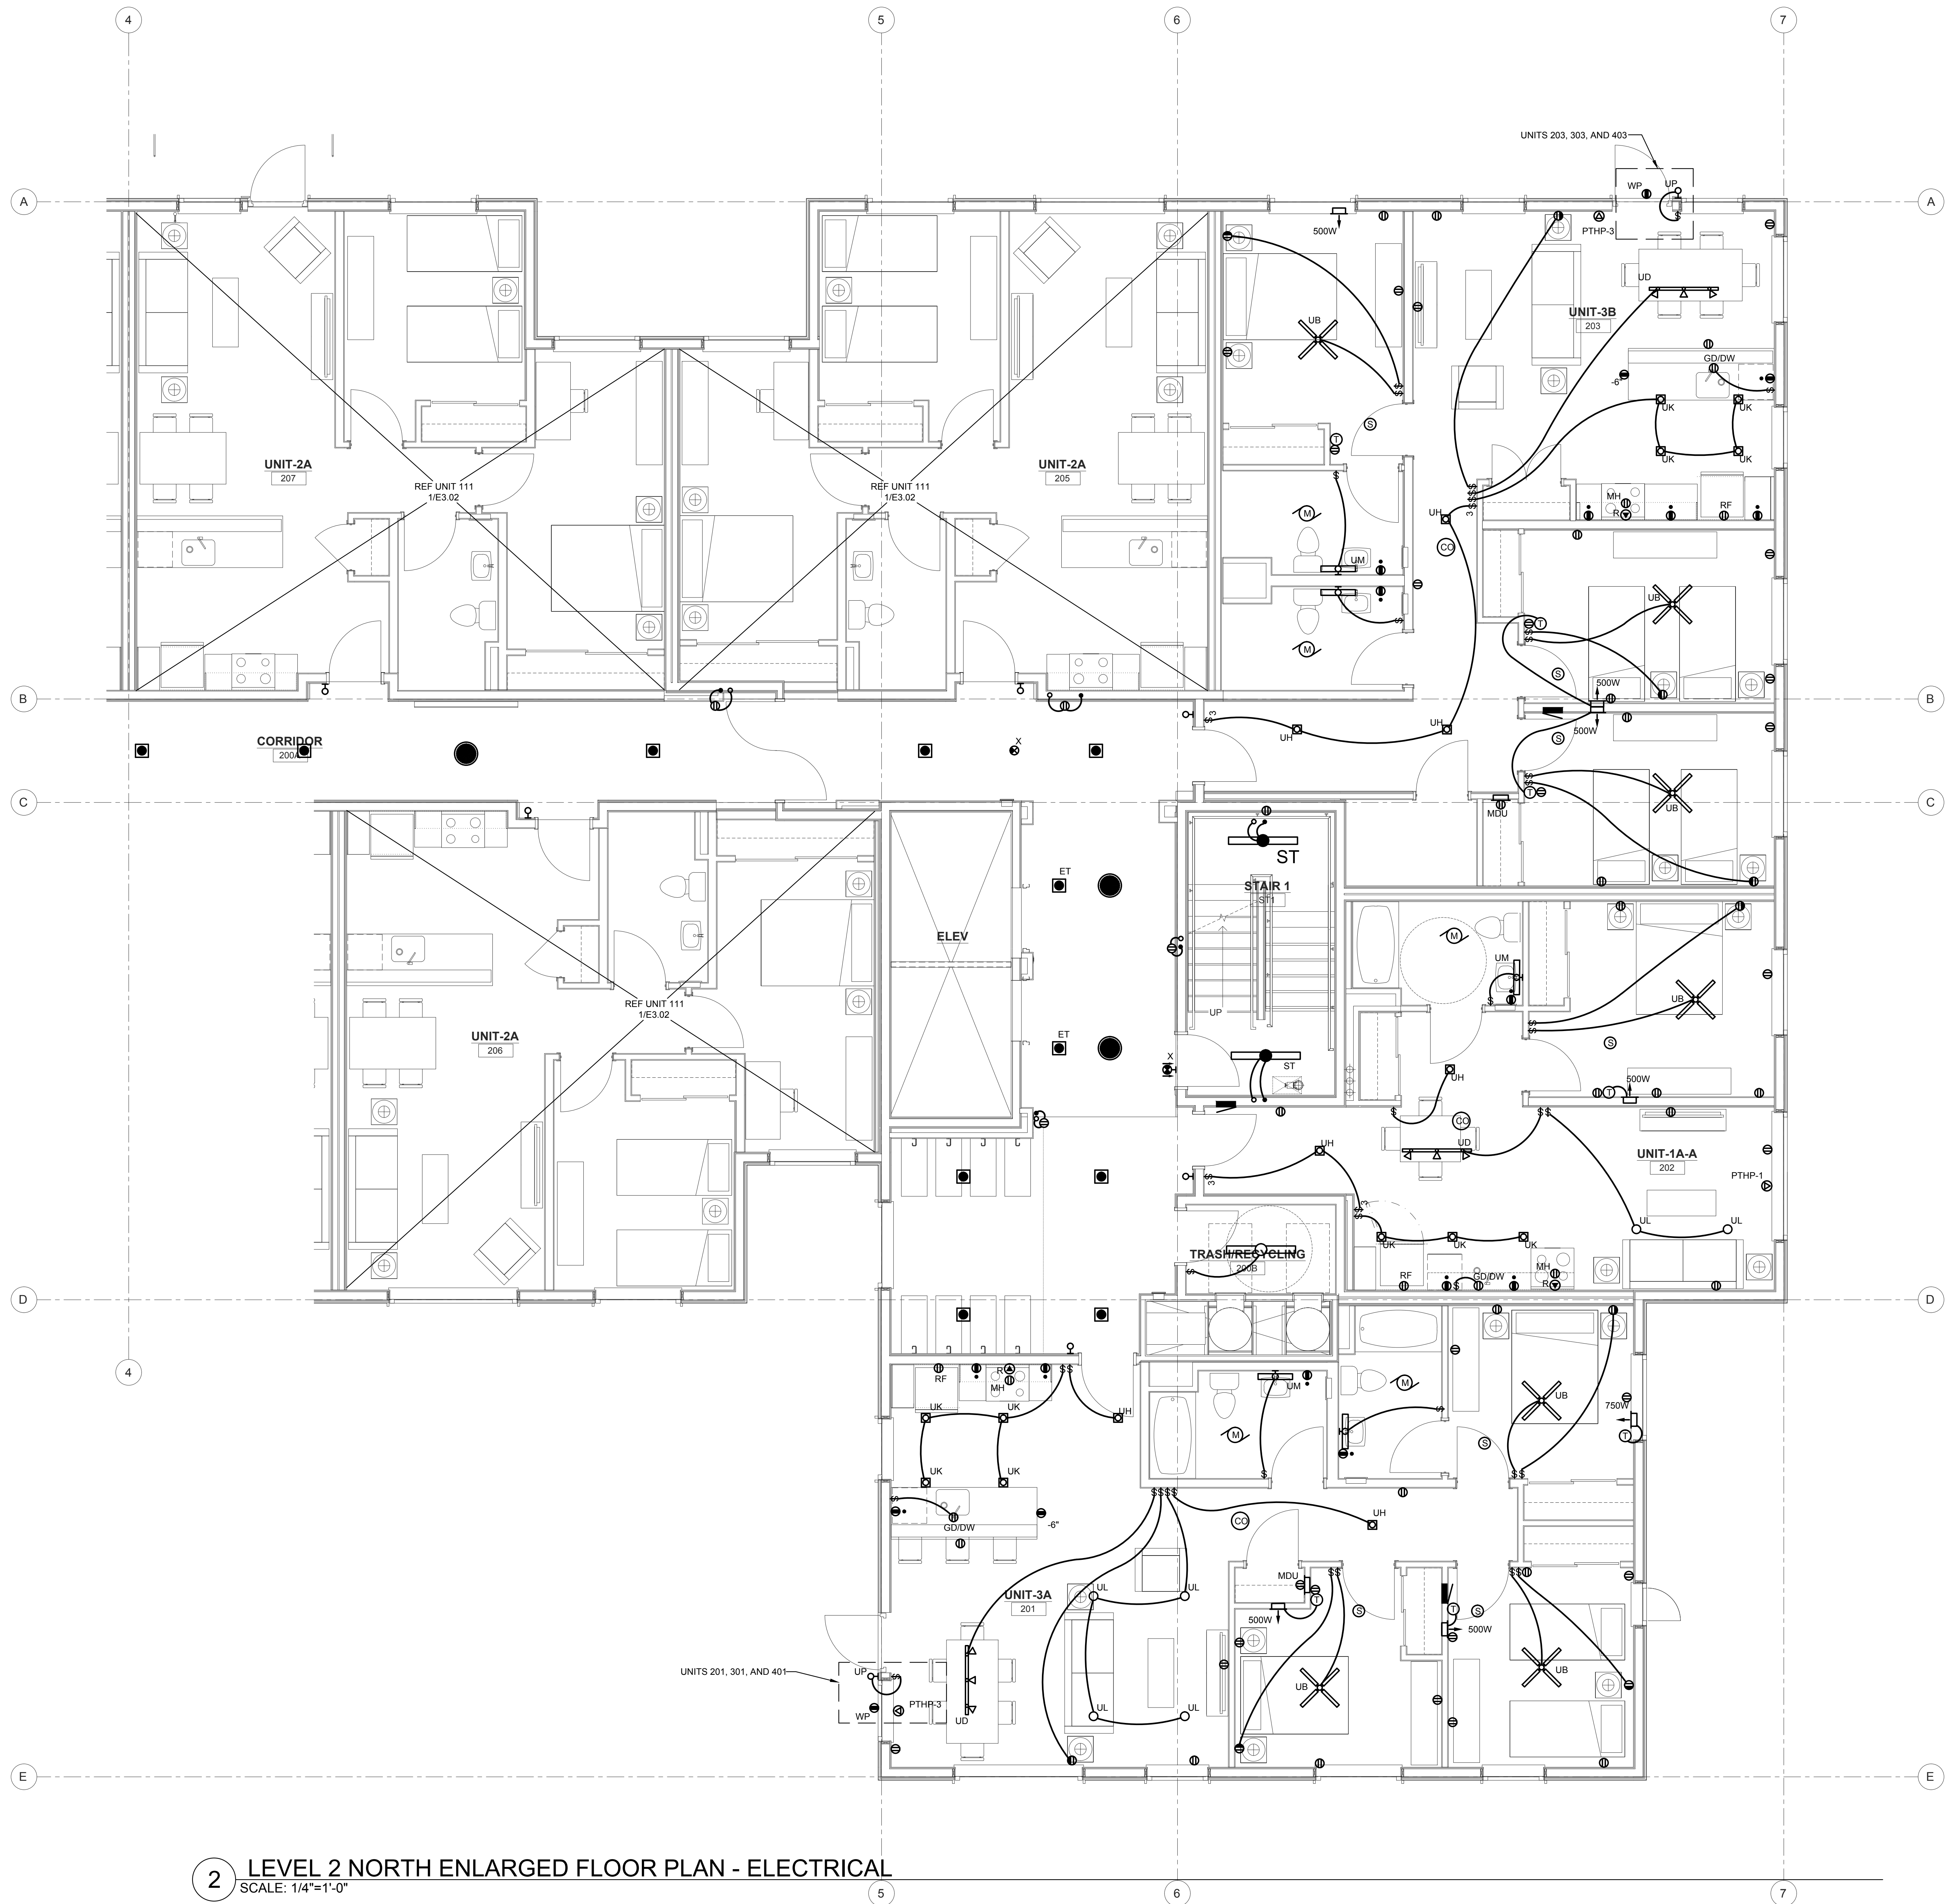 4
5
6
7
UNITS 203, 303, AND 403
WP
UP
A
A
500W
PTHP-3
UD
UB
UNIT-3B
203
GD/DW
-6"
UK
UK
UK
UK
S
T
UNIT-2A
207
REF UNIT 111
1/E3.02
REF UNIT 111
1/E3.02
UNIT-2A
205
MH
RF
R
3
UH
M
CO
UM
M
UB
T
S
500W
B
B
3
UH
UH
500W
S
CORRIDOR
200A
X
UB
T
MDU
C
C
ST
ET
STAIR 1
ST1
ELEV
M
UM
UB
UP
REF UNIT 111
1/E3.02
UNIT-2A
206
ET
X
ST
S
UH
500W
T
CO
UH
UD
UNIT-1A-A
202
PTHP-1
3
3
UL
UL
UK
UK
UK
TRASH/RECYCLING
200B
MH
RF
GD/DW
R
D
D
4
R
RF
MH
UM
M
UB
UK
UK
UH
750W
M
T
S
UK
UK
UH
GD/DW
-6"
CO
UNIT-3A
201
UL
UL
MDU
T
500W
S
T
S
500W
UNITS 201, 301, AND 401
UP
PTHP-3
WP
UD
UL
UL
UB
UB
E
E
2
LEVEL 2 NORTH ENLARGED FLOOR PLAN - ELECTRICAL
SCALE: 1/4"=1'-0"
5
6
7